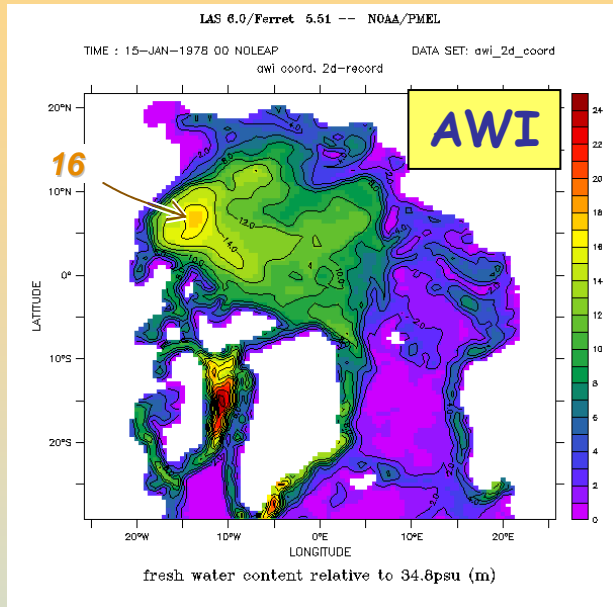 LAS 6.0/Ferret 5.51 -- NOAA/PMEL
TIME : 15-JAN-1978 00 NOLEAP
DATA SET: awi_2d_coord
awi coord. 2d-record
AWI
16
20°N
10°N
0°
10°S
20°S
LATITUDE
20°W
10°W
0°E
10°E
20°E
LONGITUDE
24
22
20
18
16
14
12
10
8
6
4
2
0
12.0
14.0
10.0
fresh water content relative to 34.8psu (m)